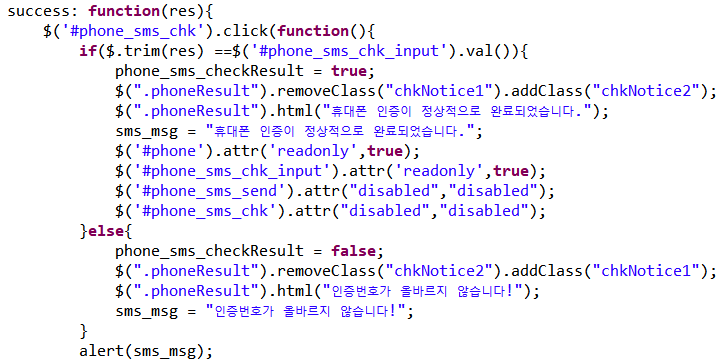 success: function(res){
$('#phone_sms_chk').click(function(){
if($.trim(res) ==$('#phone_sms_chk_input').val()){
phone_sms_checkResult = true;
$(".phoneResult").removeClass("chkNotice1").addClass("chkNotice2");
$(".phoneResult").html("휴대폰 인증이 정상적으로 완료되었습니다.");
sms_msg = "휴대폰 인증이 정상적으로 완료되었습니다.";
$('#phone').attr('readonly',true);
$('#phone_sms_chk_input').attr('readonly',true);
$('#phone_sms_send').attr("disabled","disabled");
$('#phone_sms_chk').attr("disabled","disabled");
}else{
phone_sms_checkResult = false;
$(".phoneResult").removeClass("chkNotice2").addClass("chkNotice1");
$(".phoneResult").html("인증번호가 올바르지 않습니다!");
sms_msg = "인증번호가 올바르지 않습니다!";
}
alert(sms_msg);